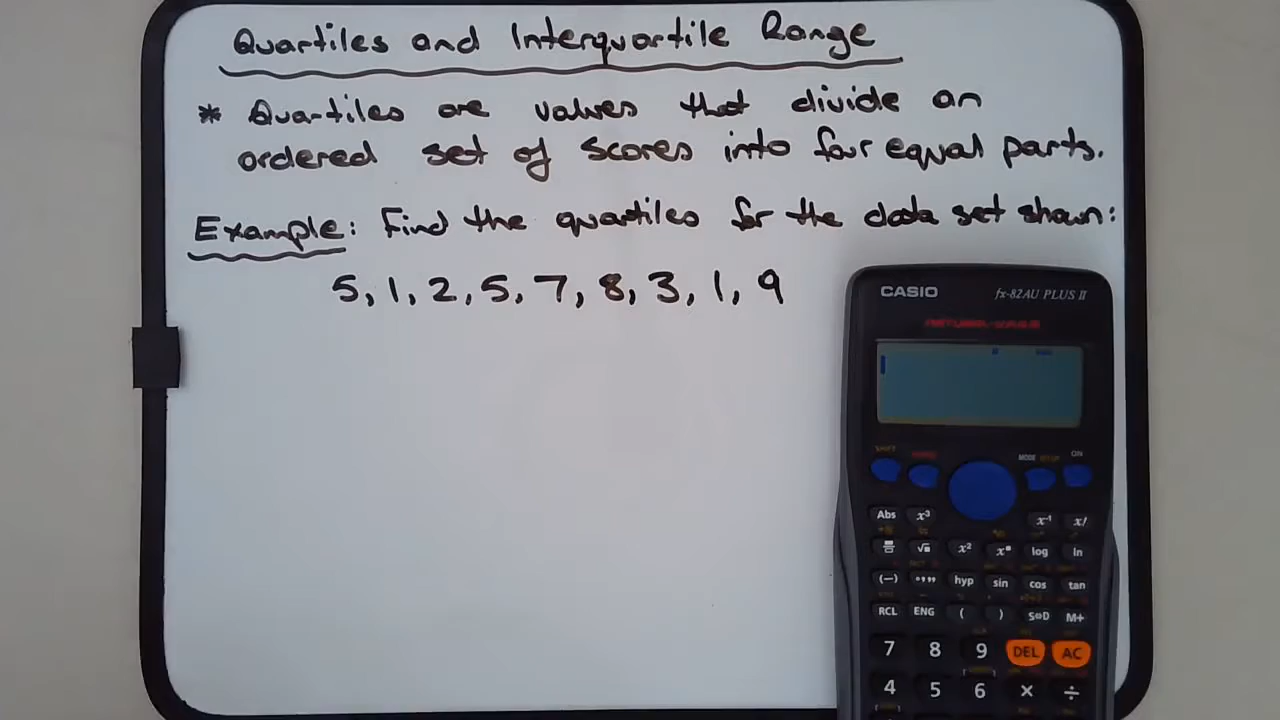 Quartiles and Interquartile Range
* Quartiles are values that divide an
ordered set of scores into four equal parts.
Example: Find the quartiles for the data set shown:
5, 1, 2, 5, 7, 8, 3, 1, 9
CASIO fx-82AU PLUS II
SHIFT MODE ON
Abs x³ x⁻¹ x!
x² log ln
(−) hyp sin cos tan
RCL ENG ( ) S⇔D M+
7 8 9 DEL AC
4 5 6 × ÷